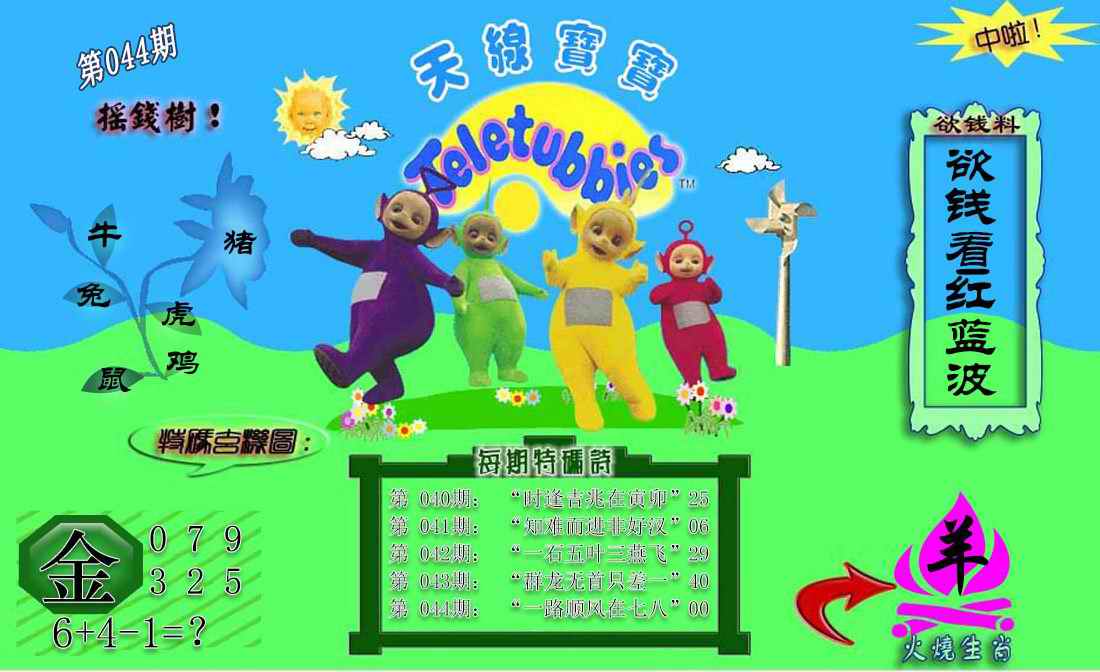 第044期
摇錢樹！
牛
猪
兔
虎
鸡
鼠
天線寶寶
Teletubbies
TM
中啦！
欲钱料
欲钱看红蓝波
每期特碼詩
第 040期： “时逢吉兆在寅卯”25
第 041期： “知难而进非好汉”06
第 042期： “一石五叶三燕飞”29
第 043期： “群龙无首只差一”40
第 044期： “一路顺风在七八”00
金
0 7 9
3 2 5
6+4-1=?
羊
火燒生肖